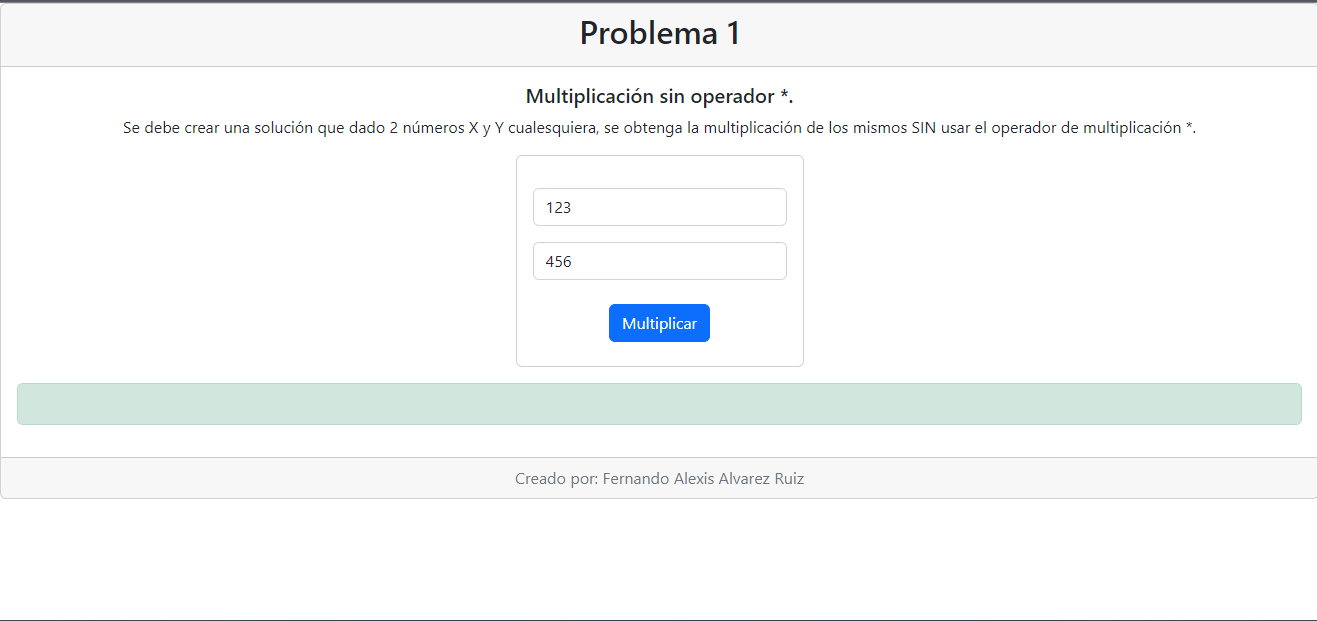 Problema 1
Multiplicación sin operador *.
Se debe crear una solución que dado 2 números X y Y cualesquiera, se obtenga la multiplicación de los mismos SIN usar el operador de multiplicación *.
123
456
Multiplicar
Creado por: Fernando Alexis Alvarez Ruiz